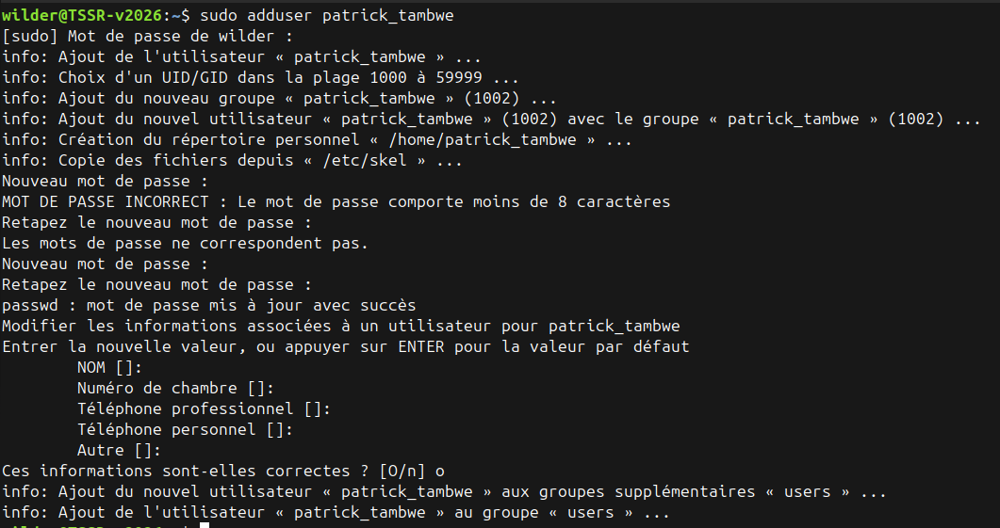 wilder@TSSR-v2026:~$ sudo adduser patrick_tambwe
[sudo] Mot de passe de wilder :
info: Ajout de l'utilisateur « patrick_tambwe » ...
info: Choix d'un UID/GID dans la plage 1000 à 59999 ...
info: Ajout du nouveau groupe « patrick_tambwe » (1002) ...
info: Ajout du nouvel utilisateur « patrick_tambwe » (1002) avec le groupe « patrick_tambwe » (1002) ...
info: Création du répertoire personnel « /home/patrick_tambwe » ...
info: Copie des fichiers depuis « /etc/skel » ...
Nouveau mot de passe :
MOT DE PASSE INCORRECT : Le mot de passe comporte moins de 8 caractères
Retapez le nouveau mot de passe :
Les mots de passe ne correspondent pas.
Nouveau mot de passe :
Retapez le nouveau mot de passe :
passwd : mot de passe mis à jour avec succès
Modifier les informations associées à un utilisateur pour patrick_tambwe
Entrer la nouvelle valeur, ou appuyer sur ENTER pour la valeur par défaut
NOM []:
Numéro de chambre []:
Téléphone professionnel []:
Téléphone personnel []:
Autre []:
Ces informations sont-elles correctes ? [O/n] o
info: Ajout du nouvel utilisateur « patrick_tambwe » aux groupes supplémentaires « users » ...
info: Ajout de l'utilisateur « patrick_tambwe » au groupe « users » ...